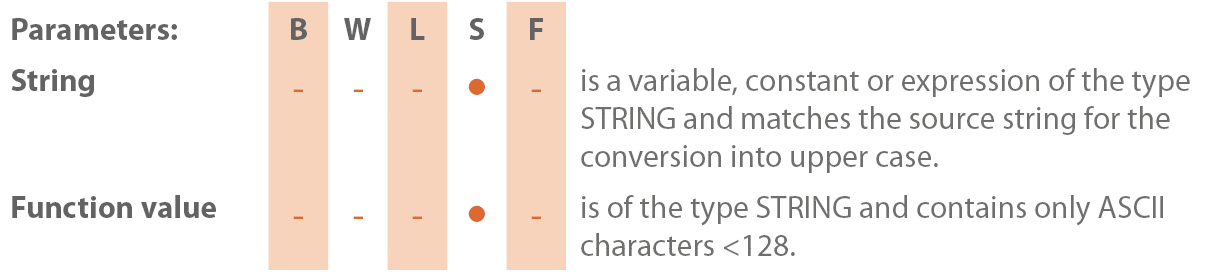 Parameters: B W L S F
String - - - ● - is a variable, constant or expression of the type
STRING and matches the source string for the
conversion into upper case.
Function value - - - ● - is of the type STRING and contains only ASCII
characters <128.